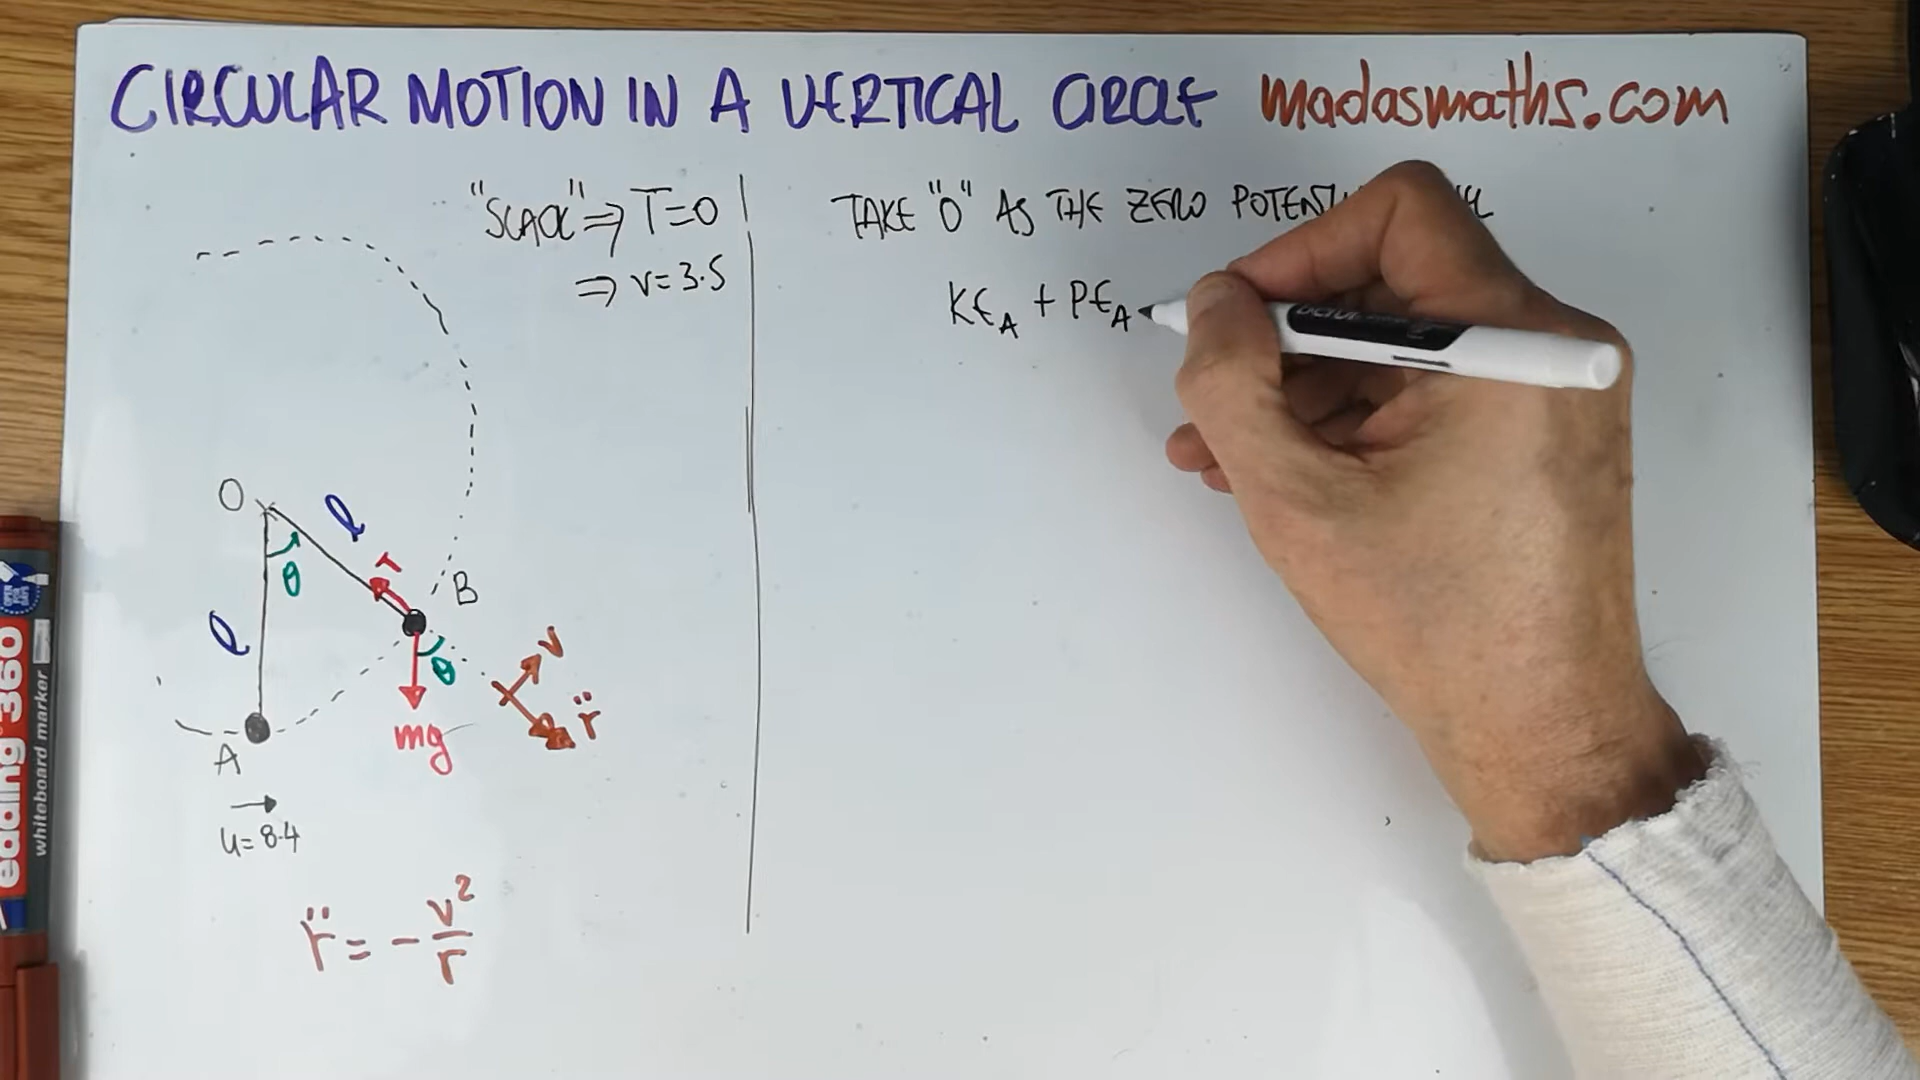 CIRCULAR MOTION IN A VERTICAL CIRCLE madasmaths.com
"SLACK" ⇒ T=0
⇒ v=3.5
O
l
T
θ
B
l
θ
v
r̈
mg
A
u=8.4
r̈ = - v²/r
TAKE "O" AS THE ZERO POTENTIAL
KE_A + PE_A
edding 360
whiteboard marker